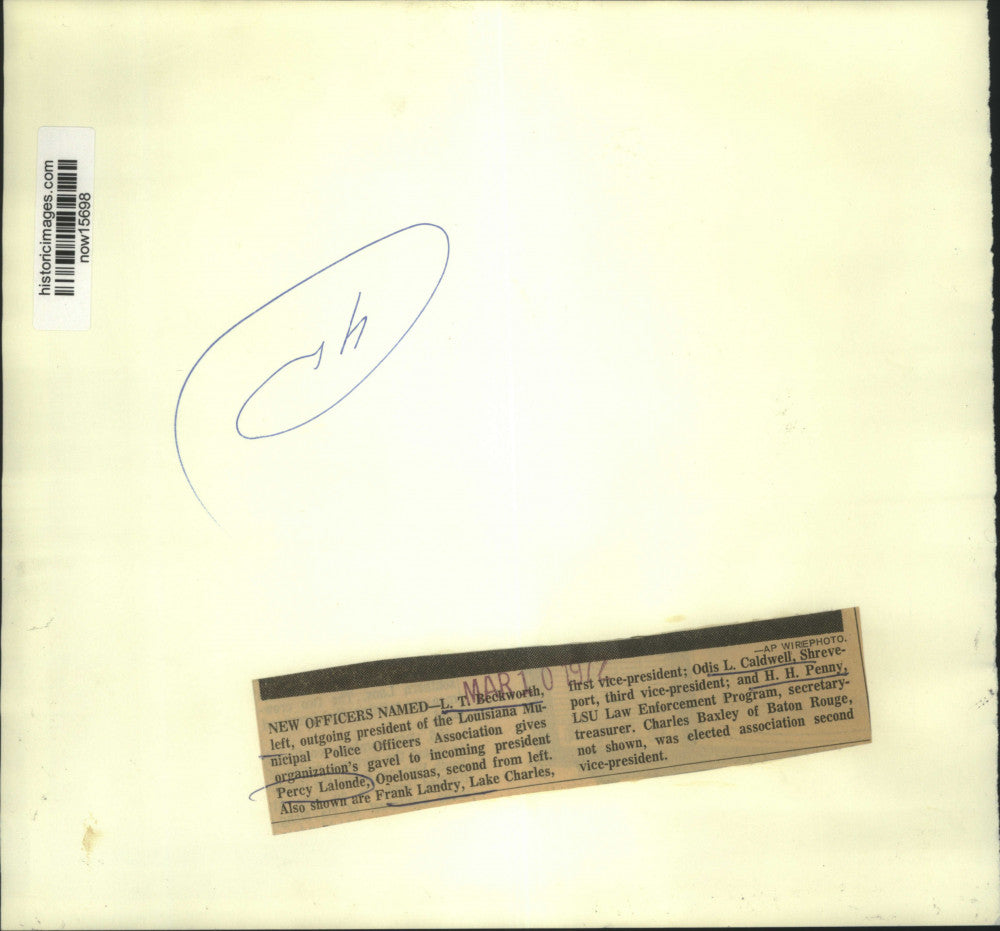 historicimages.com
now15698
MAR 10 1972
—AP WIREPHOTO.
NEW OFFICERS NAMED—L. T. Beckworth,
left, outgoing president of the Louisiana Mu-
nicipal Police Officers Association gives
organization's gavel to incoming president
Percy Lalonde, Opelousas, second from left.
Also shown are Frank Landry, Lake Charles,
first vice-president; Odis L. Caldwell, Shreve-
port, third vice-president; and H. H. Penny,
LSU Law Enforcement Program, secretary-
treasurer. Charles Baxley of Baton Rouge,
not shown, was elected association second
vice-president.